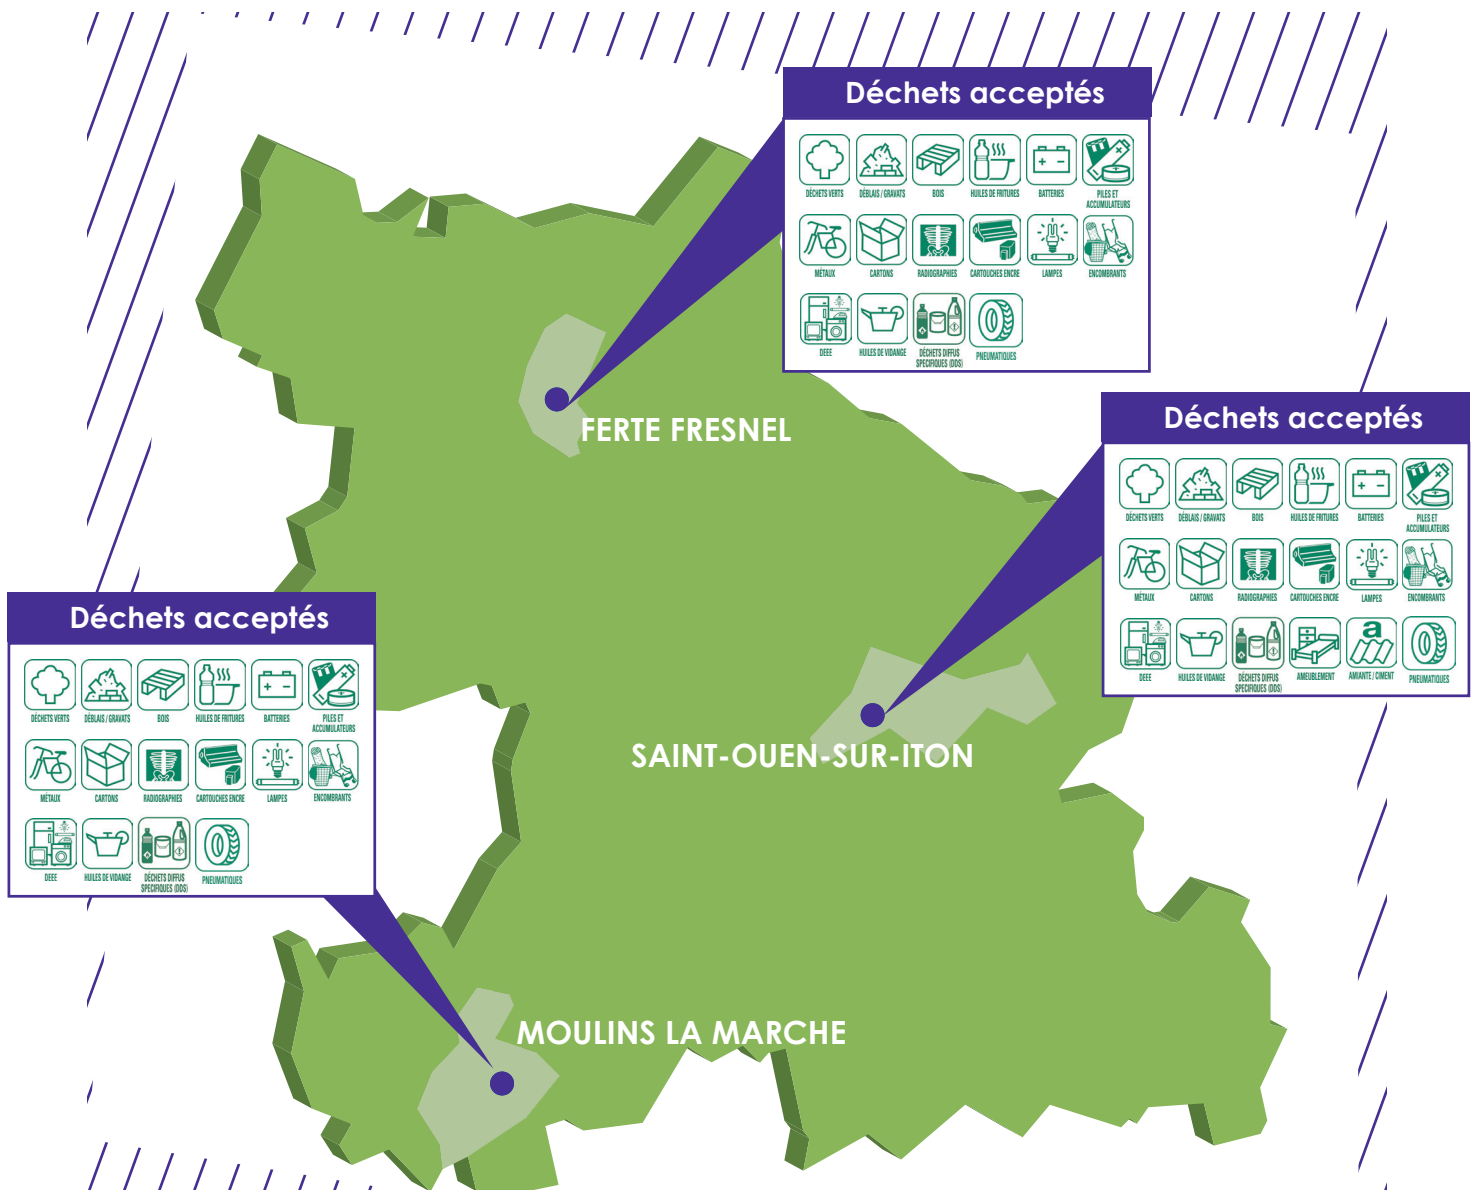 Déchets acceptés
DÉCHETS VERTS
DÉBLAIS / GRAVATS
BOIS
HUILES DE FRITURES
BATTERIES
PILES ET
ACCUMULATEURS
MÉTAUX
CARTONS
RADIOGRAPHIES
CARTOUCHES ENCRE
LAMPES
ENCOMBRANTS
DEEE
HUILES DE VIDANGE
DÉCHETS DIFFUS
SPECIFIQUES (DDS)
PNEUMATIQUES
FERTE FRESNEL
Déchets acceptés
DÉCHETS VERTS
DÉBLAIS / GRAVATS
BOIS
HUILES DE FRITURES
BATTERIES
PILES ET
ACCUMULATEURS
MÉTAUX
CARTONS
RADIOGRAPHIES
CARTOUCHES ENCRE
LAMPES
ENCOMBRANTS
a
DEEE
HUILES DE VIDANGE
DÉCHETS DIFFUS
SPECIFIQUES (DDS)
AMEUBLEMENT
AMIANTE / CIMENT
PNEUMATIQUES
SAINT-OUEN-SUR-ITON
Déchets acceptés
DÉCHETS VERTS
DÉBLAIS / GRAVATS
BOIS
HUILES DE FRITURES
BATTERIES
PILES ET
ACCUMULATEURS
MÉTAUX
CARTONS
RADIOGRAPHIES
CARTOUCHES ENCRE
LAMPES
ENCOMBRANTS
DEEE
HUILES DE VIDANGE
DÉCHETS DIFFUS
SPECIFIQUES (DDS)
PNEUMATIQUES
MOULINS LA MARCHE